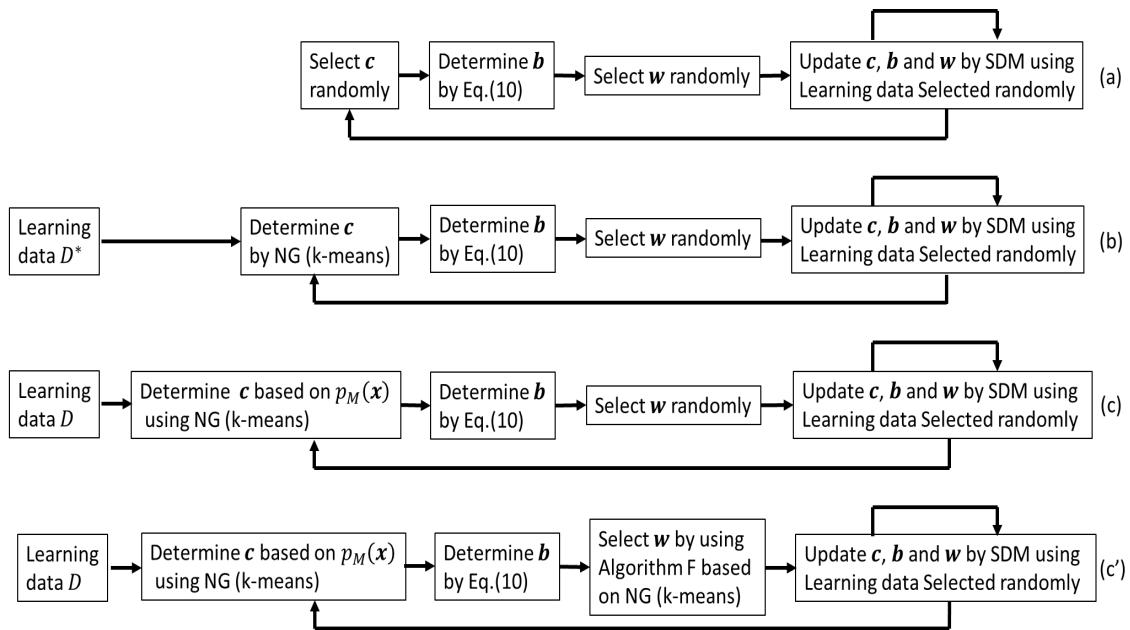 Select c
randomly
Determine b
by Eq.(10)
Select w randomly
Update c, b and w by SDM using
Learning data Selected randomly
(a)
Learning
data D*
Determine c
by NG (k-means)
Determine b
by Eq.(10)
Select w randomly
Update c, b and w by SDM using
Learning data Selected randomly
(b)
Learning
data D
Determine c based on p_M(x)
using NG (k-means)
Determine b
by Eq.(10)
Select w randomly
Update c, b and w by SDM using
Learning data Selected randomly
(c)
Learning
data D
Determine c based on p_M(x)
using NG (k-means)
Determine b
by Eq.(10)
Select w by using
Algorithm F based
on NG (k-means)
Update c, b and w by SDM using
Learning data Selected randomly
(c’)